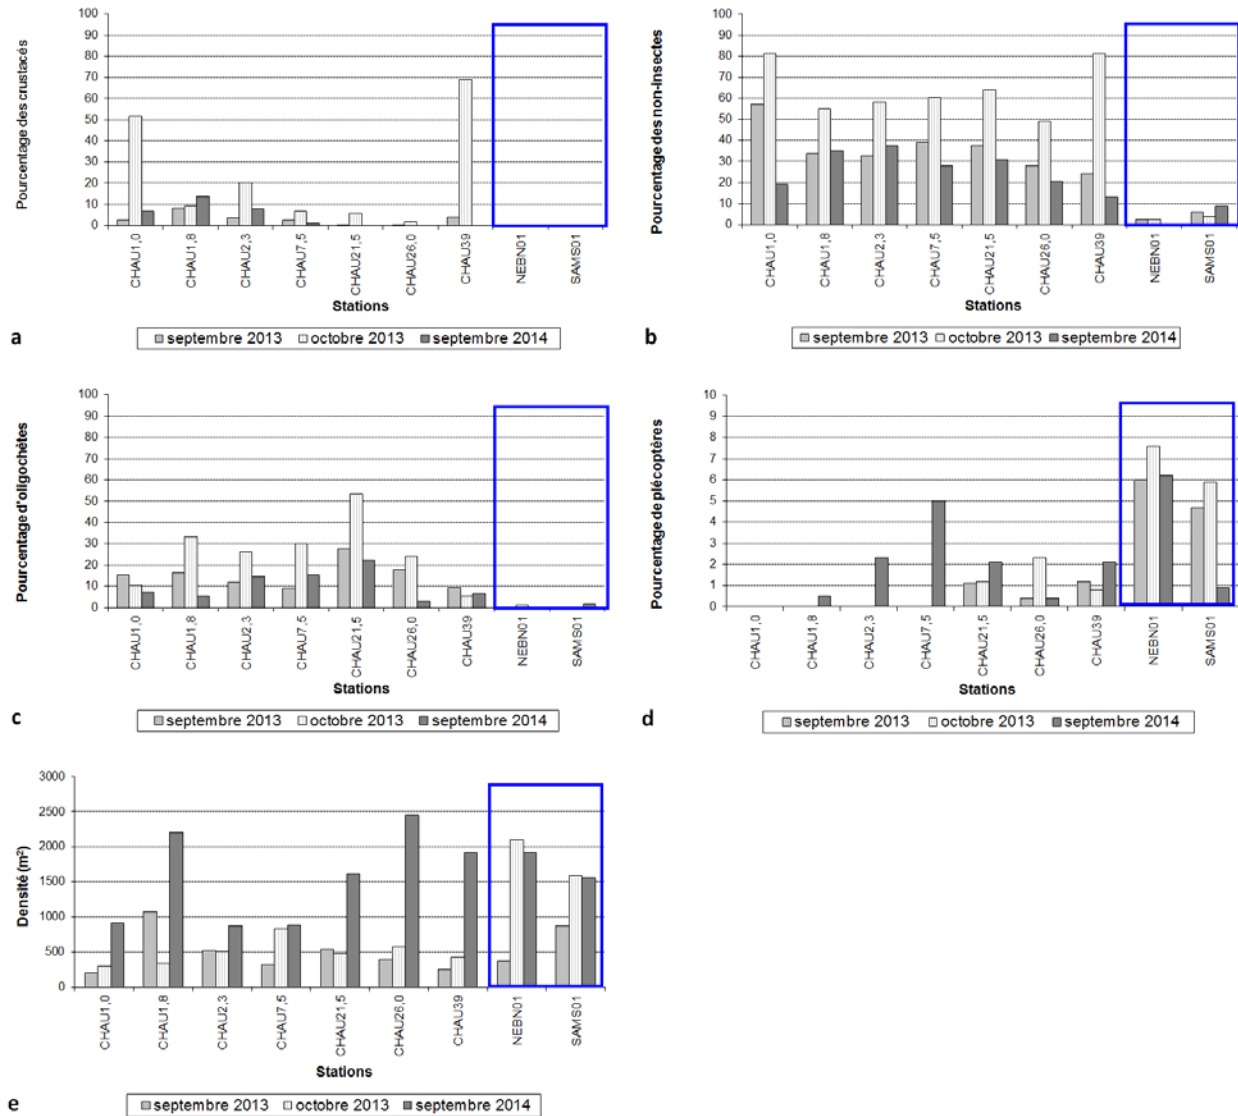 Pourcentage des crustacés
100
90
80
70
60
50
40
30
20
10
0
CHAU1,0
CHAU1,8
CHAU2,3
CHAU7,5
CHAU21,5
CHAU26,0
CHAU39
NEBN01
SAMS01
Stations
septembre 2013 octobre 2013 septembre 2014
a
Pourcentage des non-insectes
100
90
80
70
60
50
40
30
20
10
0
CHAU1,0
CHAU1,8
CHAU2,3
CHAU7,5
CHAU21,5
CHAU26,0
CHAU39
NEBN01
SAMS01
Stations
septembre 2013 octobre 2013 septembre 2014
b
Pourcentage d'oligochètes
100
90
80
70
60
50
40
30
20
10
0
CHAU1,0
CHAU1,8
CHAU2,3
CHAU7,5
CHAU21,5
CHAU26,0
CHAU39
NEBN01
SAMS01
Stations
septembre 2013 octobre 2013 septembre 2014
c
Pourcentage de plécoptères
10
9
8
7
6
5
4
3
2
1
0
CHAU1,0
CHAU1,8
CHAU2,3
CHAU7,5
CHAU21,5
CHAU26,0
CHAU39
NEBN01
SAMS01
Stations
septembre 2013 octobre 2013 septembre 2014
d
Densité (m²)
3000
2500
2000
1500
1000
500
0
CHAU1,0
CHAU1,8
CHAU2,3
CHAU7,5
CHAU21,5
CHAU26,0
CHAU39
NEBN01
SAMS01
Stations
septembre 2013 octobre 2013 septembre 2014
e